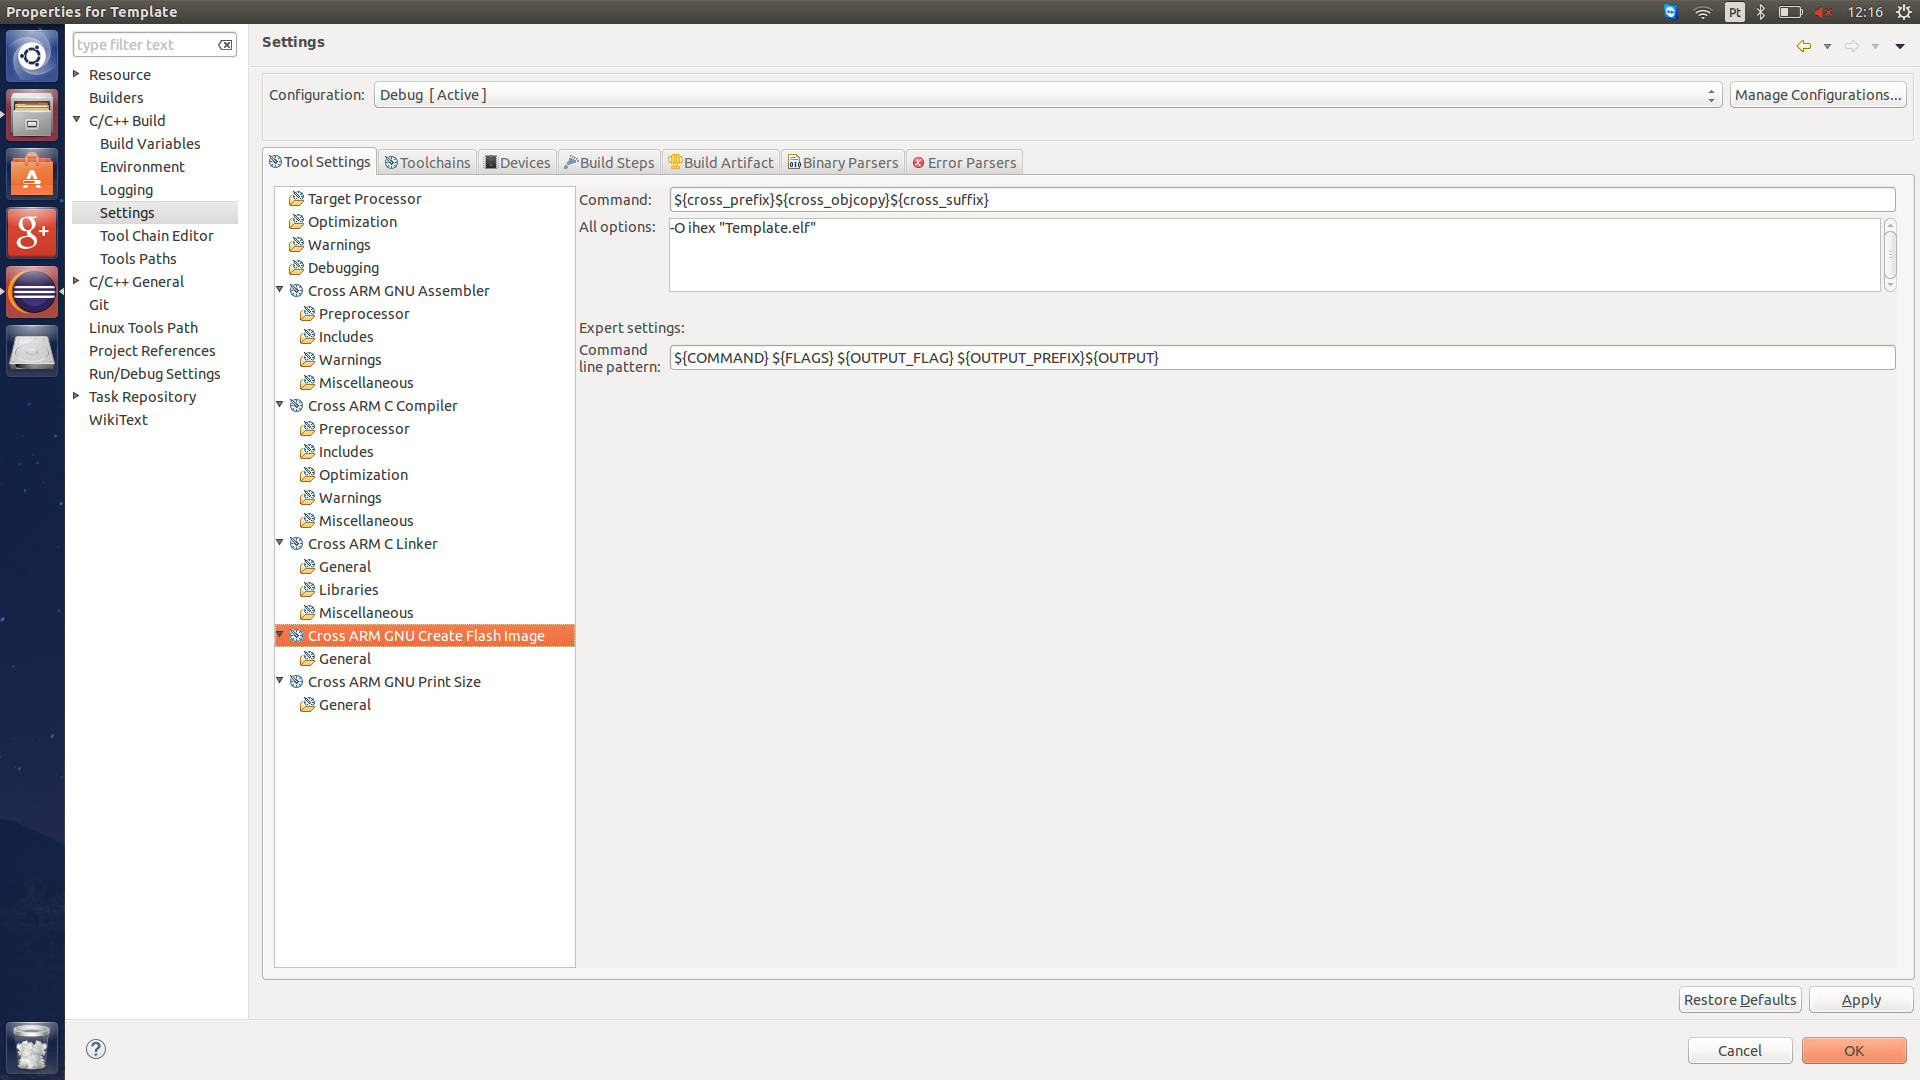 Properties for Template
Pt
12:16
type filter text
Resource
Builders
C/C++ Build
Build Variables
Environment
Logging
Settings
Tool Chain Editor
Tools Paths
C/C++ General
Git
Linux Tools Path
Project References
Run/Debug Settings
Task Repository
WikiText
Settings
Configuration:
Debug [ Active ]
Manage Configurations...
Tool Settings
Toolchains
Devices
Build Steps
Build Artifact
Binary Parsers
Error Parsers
Target Processor
Optimization
Warnings
Debugging
Cross ARM GNU Assembler
Preprocessor
Includes
Warnings
Miscellaneous
Cross ARM C Compiler
Preprocessor
Includes
Optimization
Warnings
Miscellaneous
Cross ARM C Linker
General
Libraries
Miscellaneous
Cross ARM GNU Create Flash Image
General
Cross ARM GNU Print Size
General
Command:
${cross_prefix}${cross_objcopy}${cross_suffix}
All options:
-O ihex "Template.elf"
Expert settings:
Command
line pattern:
${COMMAND} ${FLAGS} ${OUTPUT_FLAG} ${OUTPUT_PREFIX}${OUTPUT}
Restore Defaults
Apply
Cancel
OK
g+
A
?